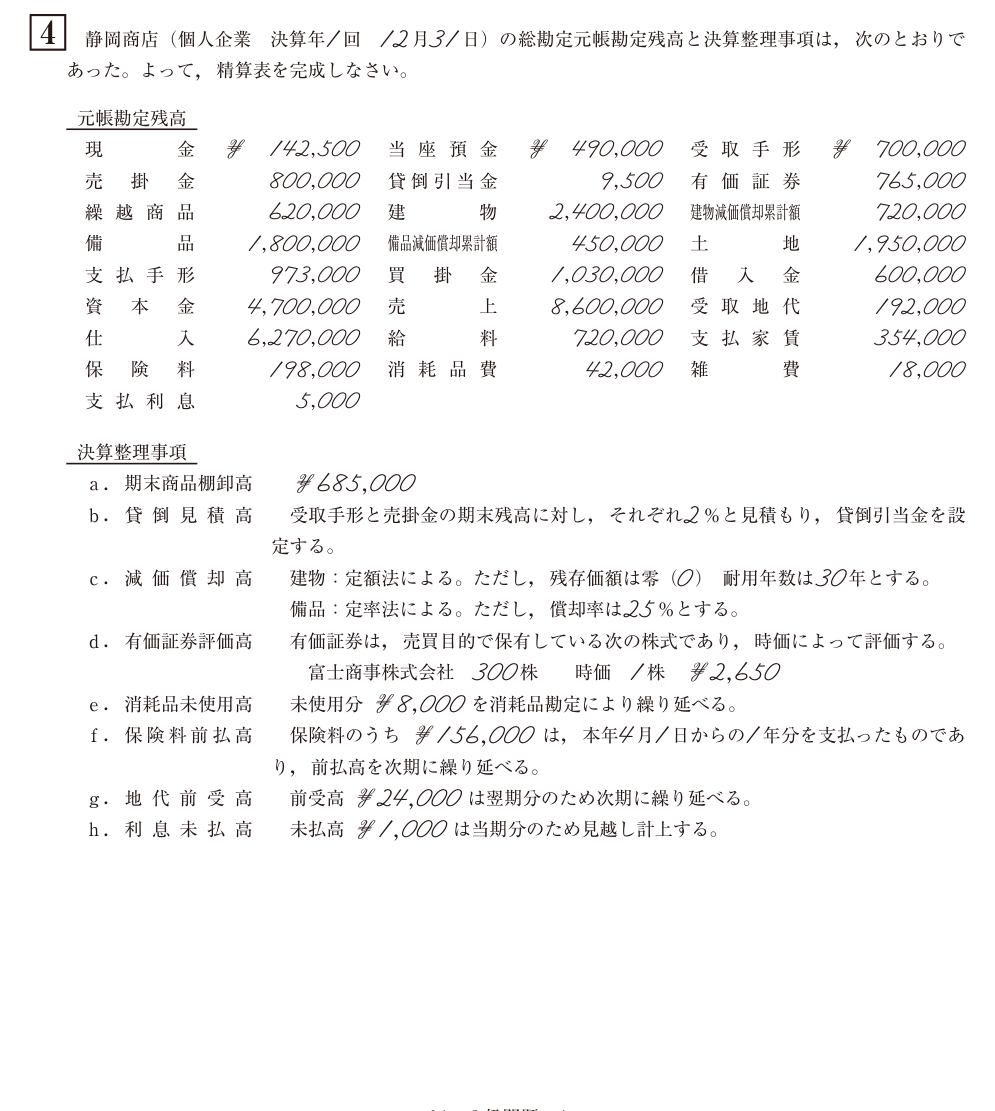 4 静岡商店（個人企業 決算年1回 12月31日）の総勘定元帳勘定残高と決算整理事項は，次のとおりで
あった。よって，精算表を完成しなさい。
元帳勘定残高
現金 ¥ 142,500 当座預金 ¥ 490,000 受取手形 ¥ 700,000
売掛金 800,000 貸倒引当金 9,500 有価証券 765,000
繰越商品 620,000 建物 2,400,000 建物減価償却累計額 720,000
備品 1,800,000 備品減価償却累計額 450,000 土地 1,950,000
支払手形 973,000 買掛金 1,030,000 借入金 600,000
資本金 4,700,000 売上 8,600,000 受取地代 192,000
仕入 6,270,000 給料 720,000 支払家賃 354,000
保険料 198,000 消耗品費 42,000 雑費 18,000
支払利息 5,000
決算整理事項
a．期末商品棚卸高 ¥685,000
b．貸倒見積高 受取手形と売掛金の期末残高に対し，それぞれ2％と見積もり，貸倒引当金を設
定する。
c．減価償却高 建物：定額法による。ただし，残存価額は零（0） 耐用年数は30年とする。
備品：定率法による。ただし，償却率は25％とする。
d．有価証券評価高 有価証券は，売買目的で保有している次の株式であり，時価によって評価する。
富士商事株式会社 300株 時価 1株 ¥2,650
e．消耗品未使用高 未使用分 ¥8,000 を消耗品勘定により繰り延べる。
f．保険料前払高 保険料のうち ¥156,000 は，本年4月1日からの1年分を支払ったものであ
り，前払高を次期に繰り延べる。
g．地代前受高 前受高 ¥24,000 は翌期分のため次期に繰り延べる。
h．利息未払高 未払高 ¥1,000 は当期分のため見越し計上する。